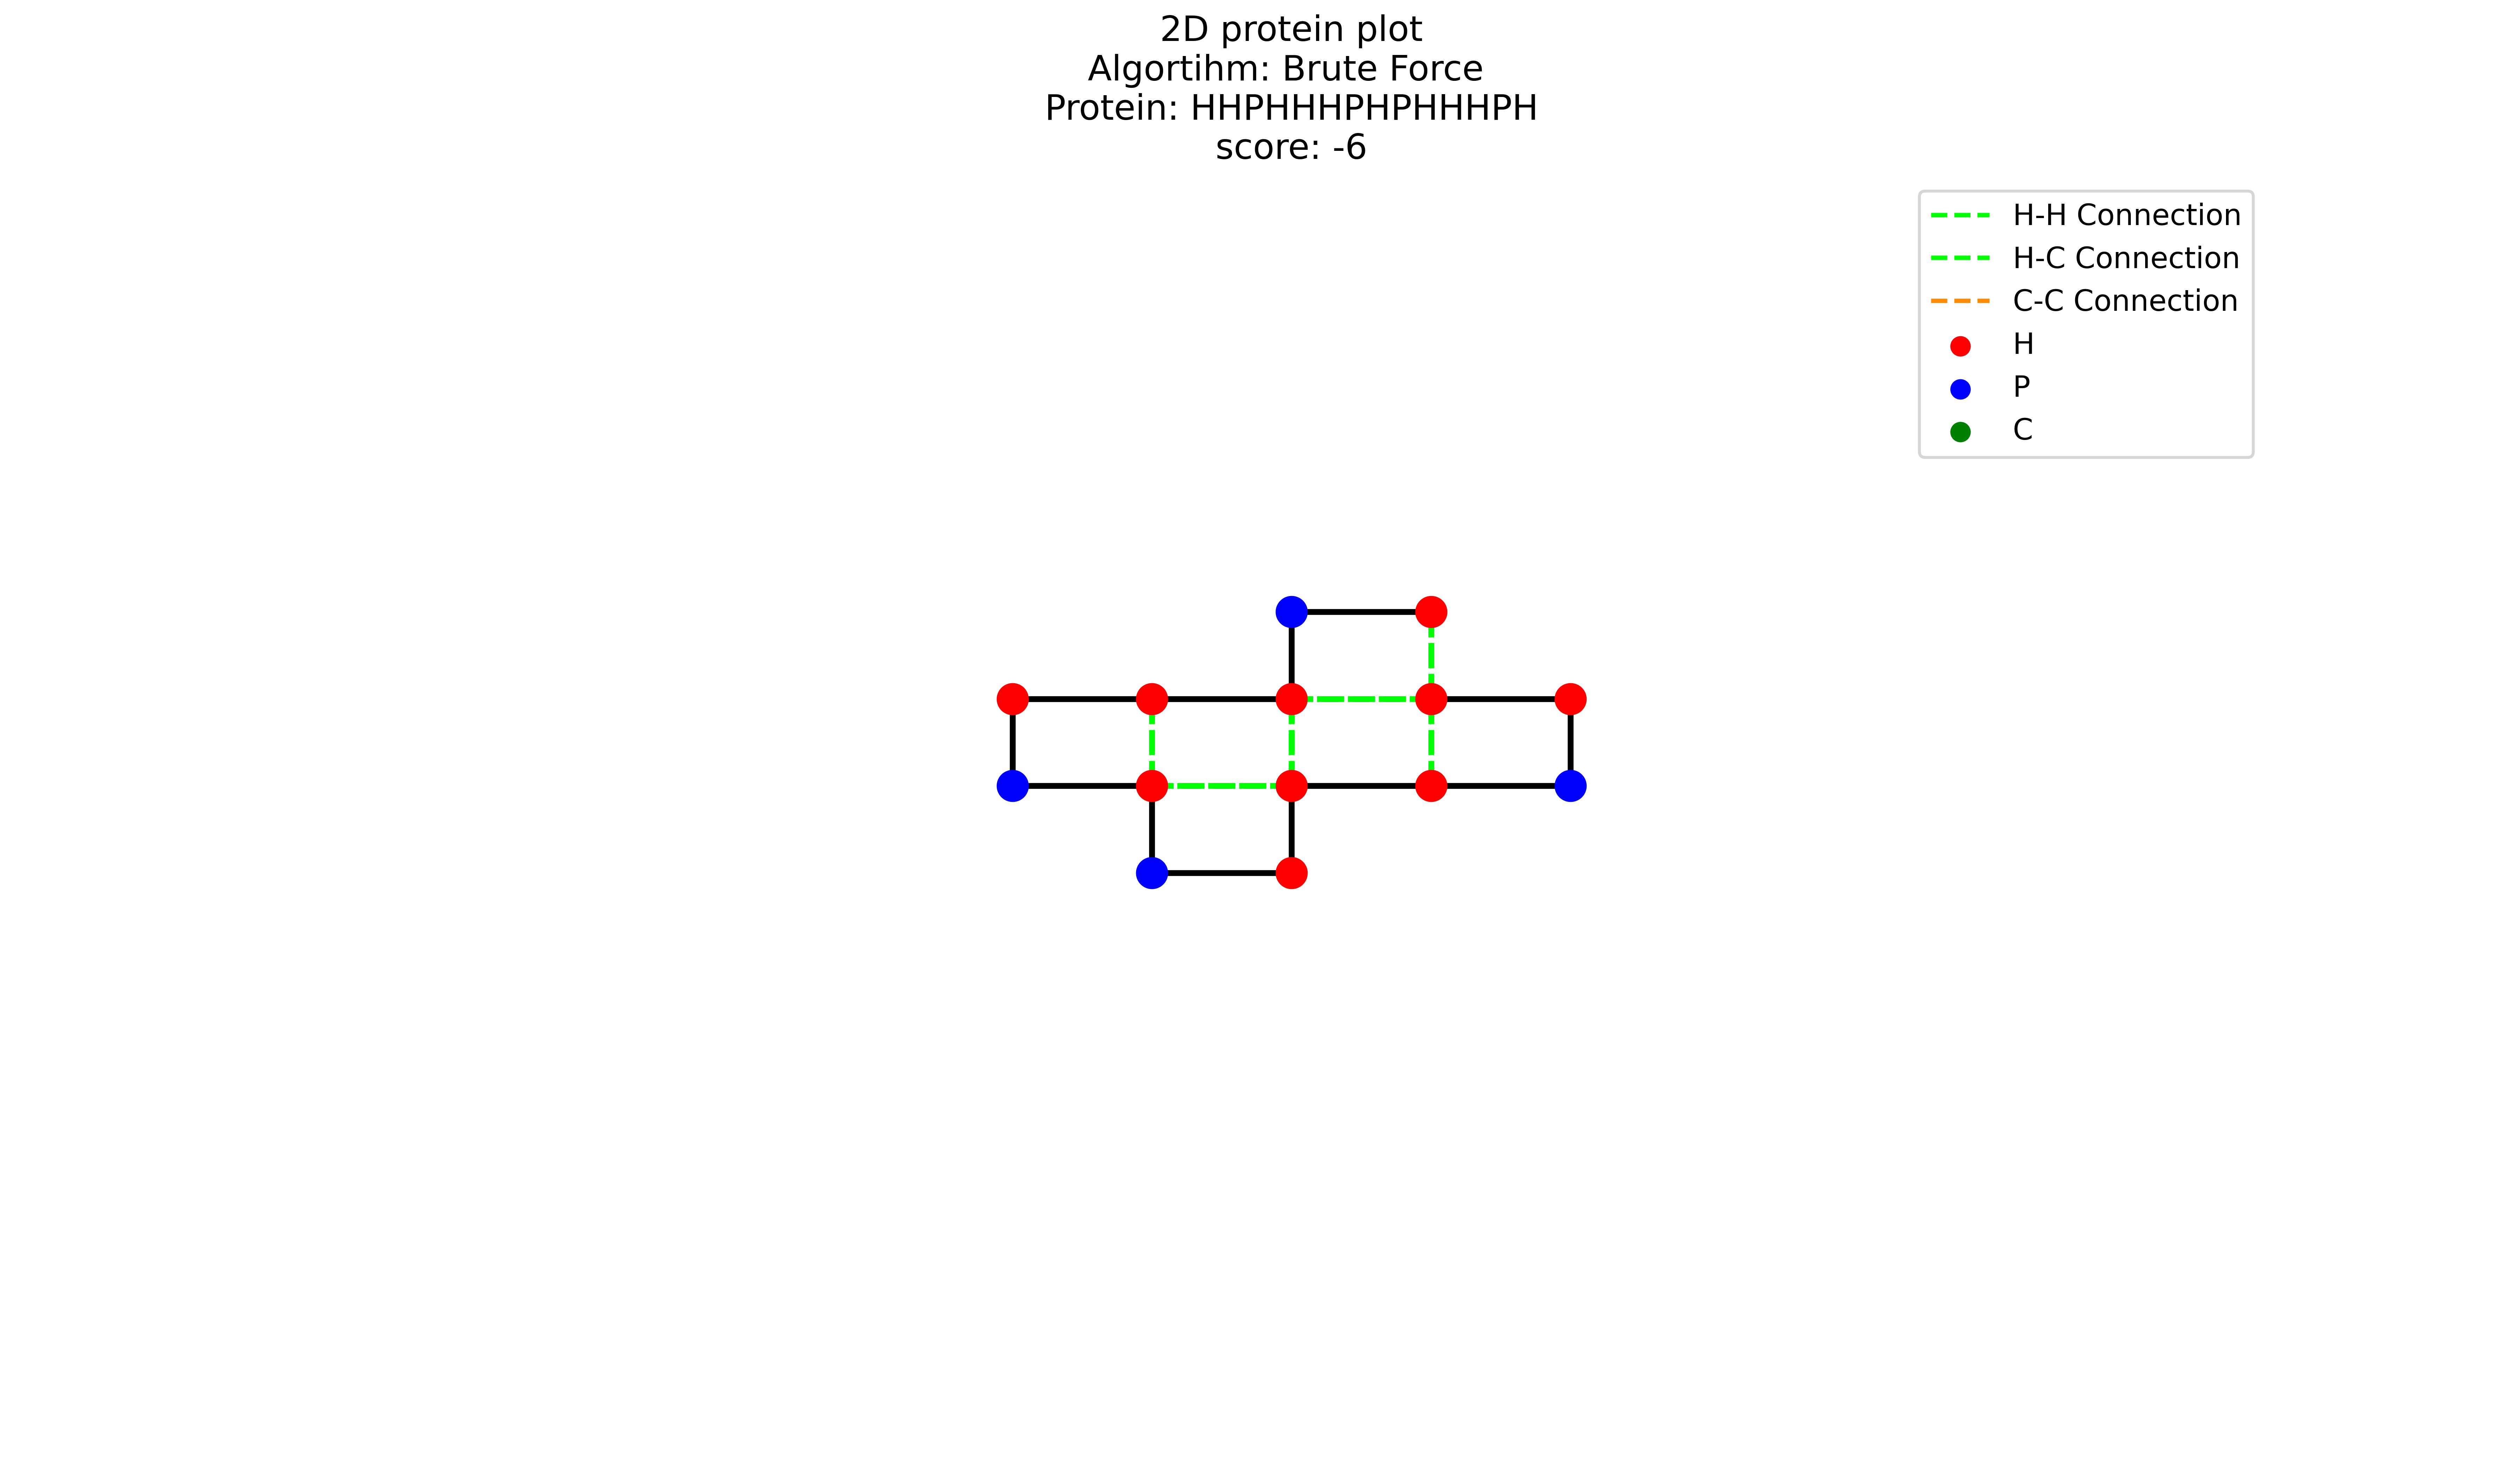 2D protein plot
Algortihm: Brute Force
Protein: HHPHHHPHPHHHPH
score: -6
H-H Connection
H-C Connection
C-C Connection
H
P
C